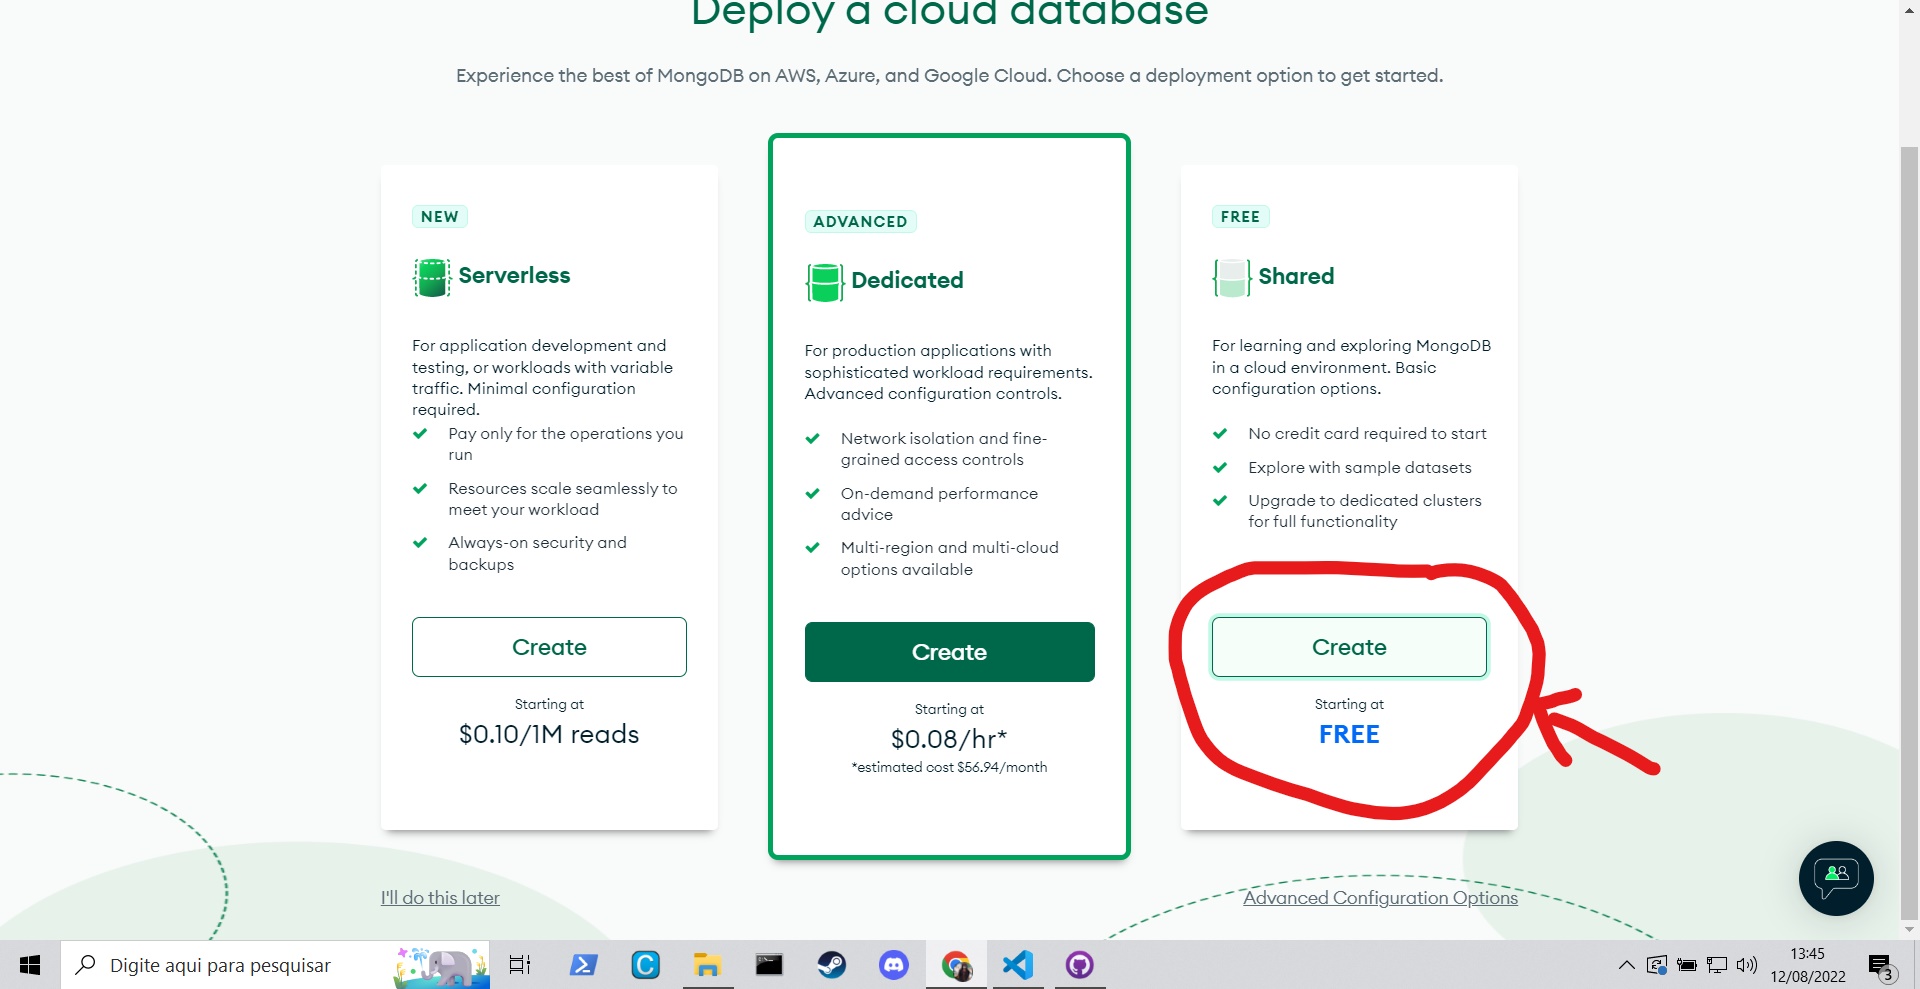 Deploy a cloud database
Experience the best of MongoDB on AWS, Azure, and Google Cloud. Choose a deployment option to get started.
NEW
Serverless
For application development and
testing, or workloads with variable
traffic. Minimal configuration
required.
Pay only for the operations you
run
Resources scale seamlessly to
meet your workload
Always-on security and
backups
Create
Starting at
$0.10/1M reads
ADVANCED
Dedicated
For production applications with
sophisticated workload requirements.
Advanced configuration controls.
Network isolation and fine-
grained access controls
On-demand performance
advice
Multi-region and multi-cloud
options available
Create
Starting at
$0.08/hr*
*estimated cost $56.94/month
FREE
Shared
For learning and exploring MongoDB
in a cloud environment. Basic
configuration options.
No credit card required to start
Explore with sample datasets
Upgrade to dedicated clusters
for full functionality
Create
Starting at
FREE
I'll do this later
Advanced Configuration Options
Digite aqui para pesquisar
13:45
12/08/2022
3